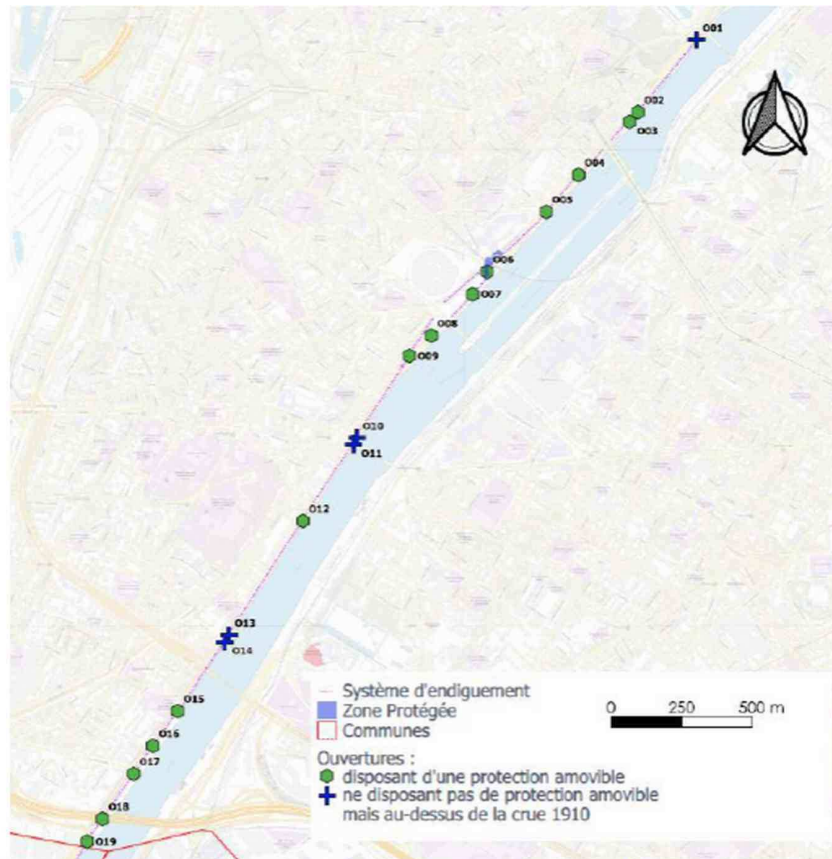 O01
O02
O03
O04
O05
O06
O07
O08
O09
O10
O11
O12
O13
O14
O15
O16
O17
O18
O19
Système d'endiguement
Zone Protégée
Communes
0 250 500 m
Ouvertures :
disposant d'une protection amovible
ne disposant pas de protection amovible
mais au-dessus de la crue 1910